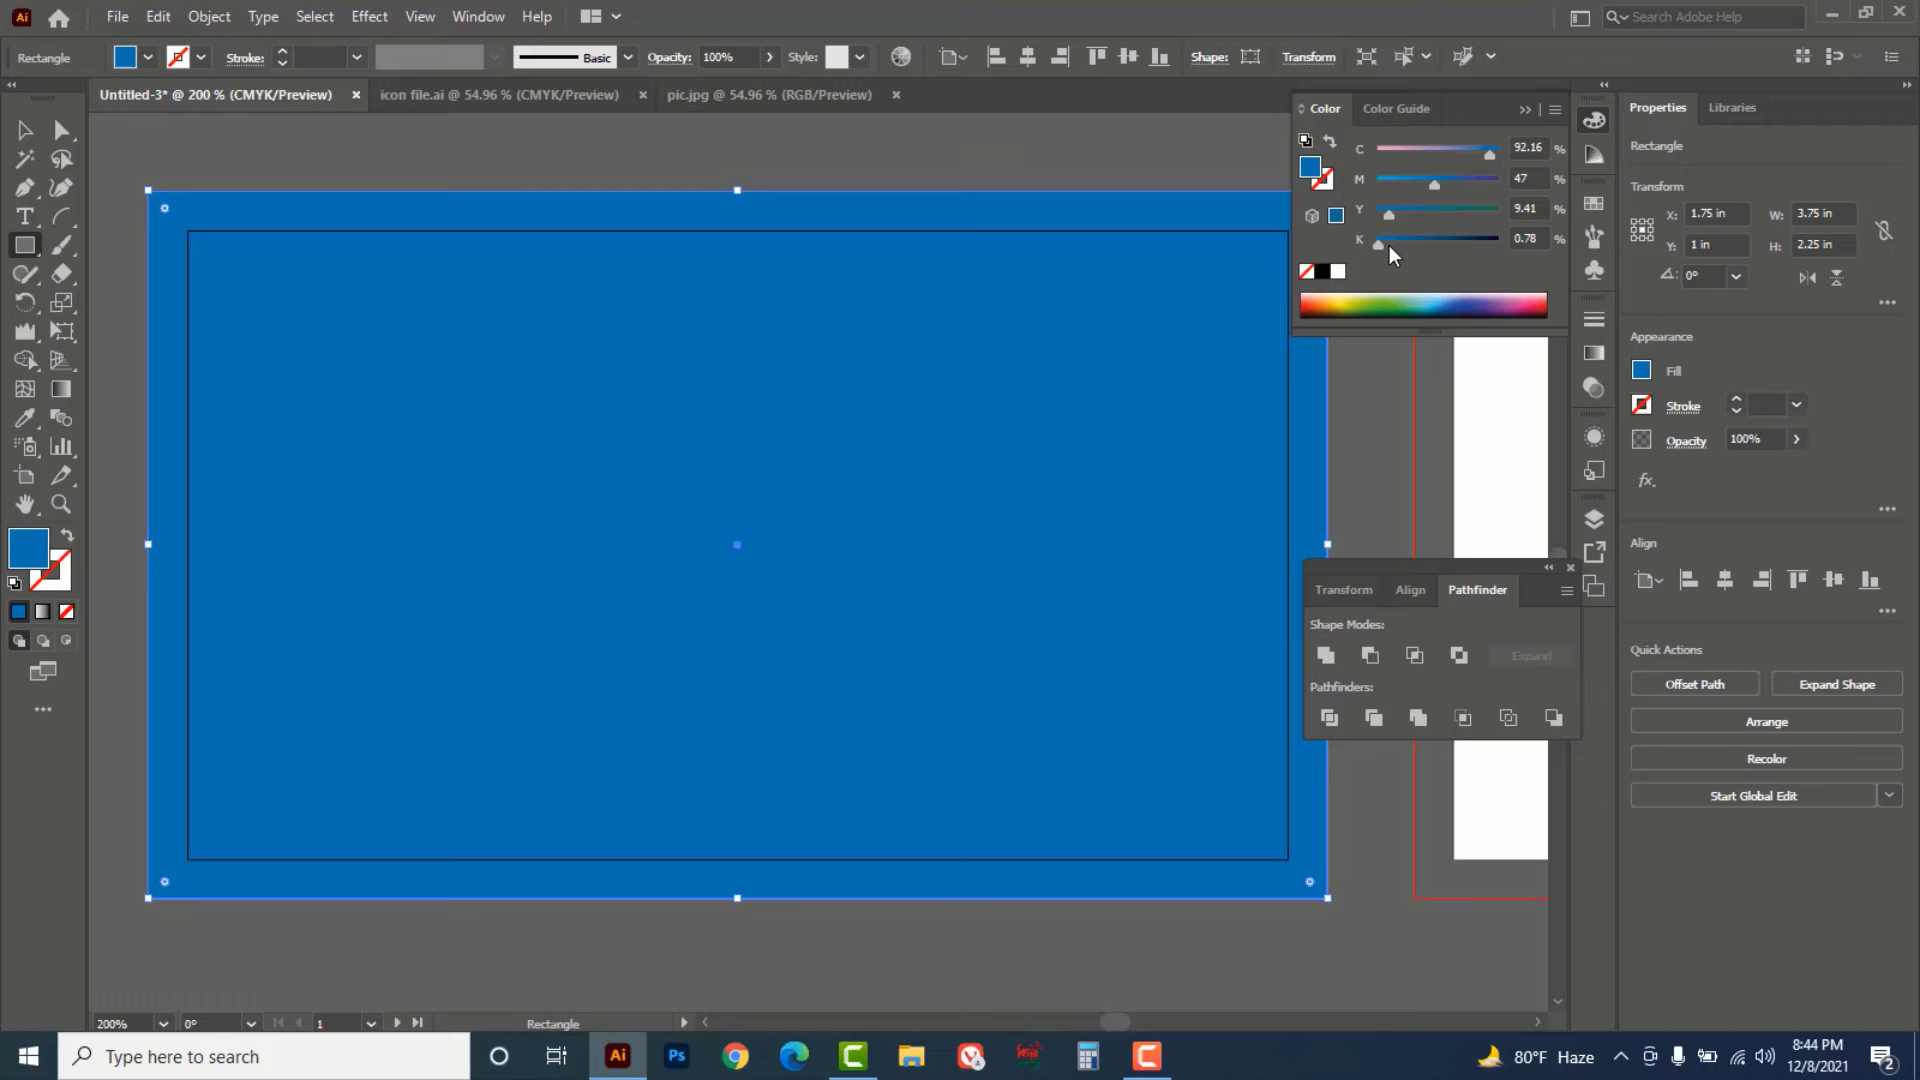 Ai File Edit Object Type Select Effect View Window Help Search Adobe Help
Rectangle Stroke: Basic Opacity: 100% Style: Shape: Transform
Untitled-3* @ 200 % (CMYK/Preview) × icon file.ai @ 54.96 % (CMYK/Preview) × pic.jpg @ 54.96 % (RGB/Preview) ×
Color Color Guide
C 92.16 %
M 47 %
Y 9.41 %
K 0.78 %
Properties Libraries
Rectangle
Transform
X: 1.75 in W: 3.75 in
Y: 1 in H: 2.25 in
0°
Appearance
Fill
Stroke
Opacity 100%
fx
Align
Transform Align Pathfinder
Shape Modes:
Expand
Pathfinders:
Quick Actions
Offset Path Expand Shape
Arrange
Recolor
Start Global Edit
200% 0° 1 Rectangle
Type here to search
Ai Ps
80°F Haze
8:44 PM
12/8/2021
2